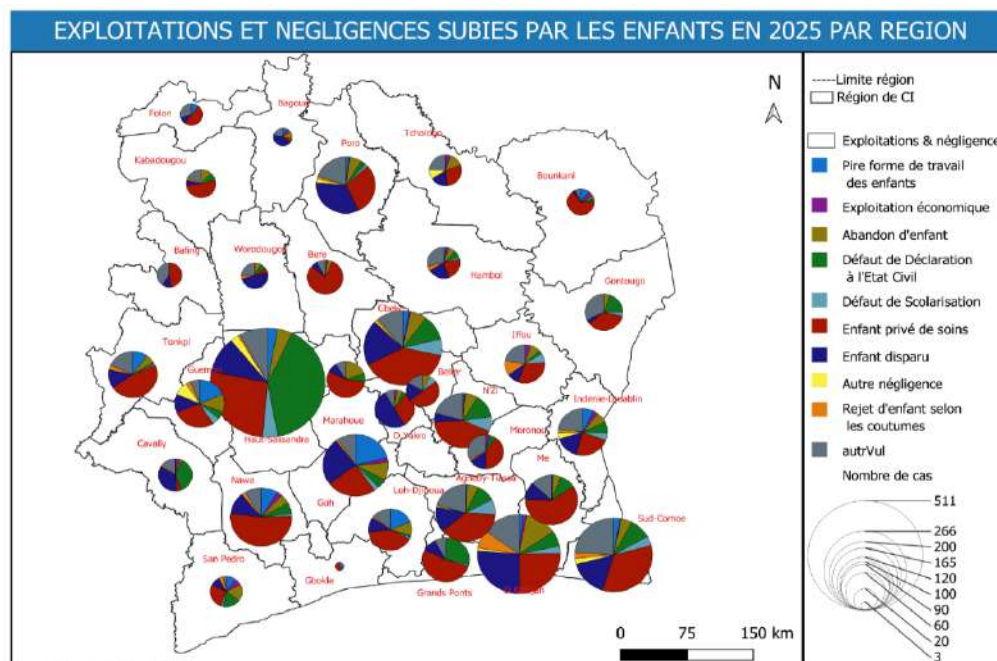 EXPLOITATIONS ET NEGLIGENCES SUBIES PAR LES ENFANTS EN 2025 PAR REGION
N
Folon
Bagoue
Poro
Tchologo
Kabadougou
Bounkani
Bafing
Worodougou
Bere
Hambol
Gontougo
Gbeke
Iffou
Tonkpi
Guemon
Belier
N'Zi
Indenie-Djuablin
Haut-Sassandra
Marahoue
D.Yakro
Moronou
Cavally
Me
Nawa
Goh
Loh-Djiboua
Agneby-Tiassa
Sud-Comoe
San Pedro
Gbokle
Grands Ponts
Limite région
Région de CI
Exploitations & négligence
Pire forme de travail
des enfants
Exploitation économique
Abandon d'enfant
Défaut de Déclaration
à l'Etat Civil
Défaut de Scolarisation
Enfant privé de soins
Enfant disparu
Autre négligence
Rejet d'enfant selon
les coutumes
autrVul
Nombre de cas
511
266
200
165
120
100
90
60
20
3
0 75 150 km